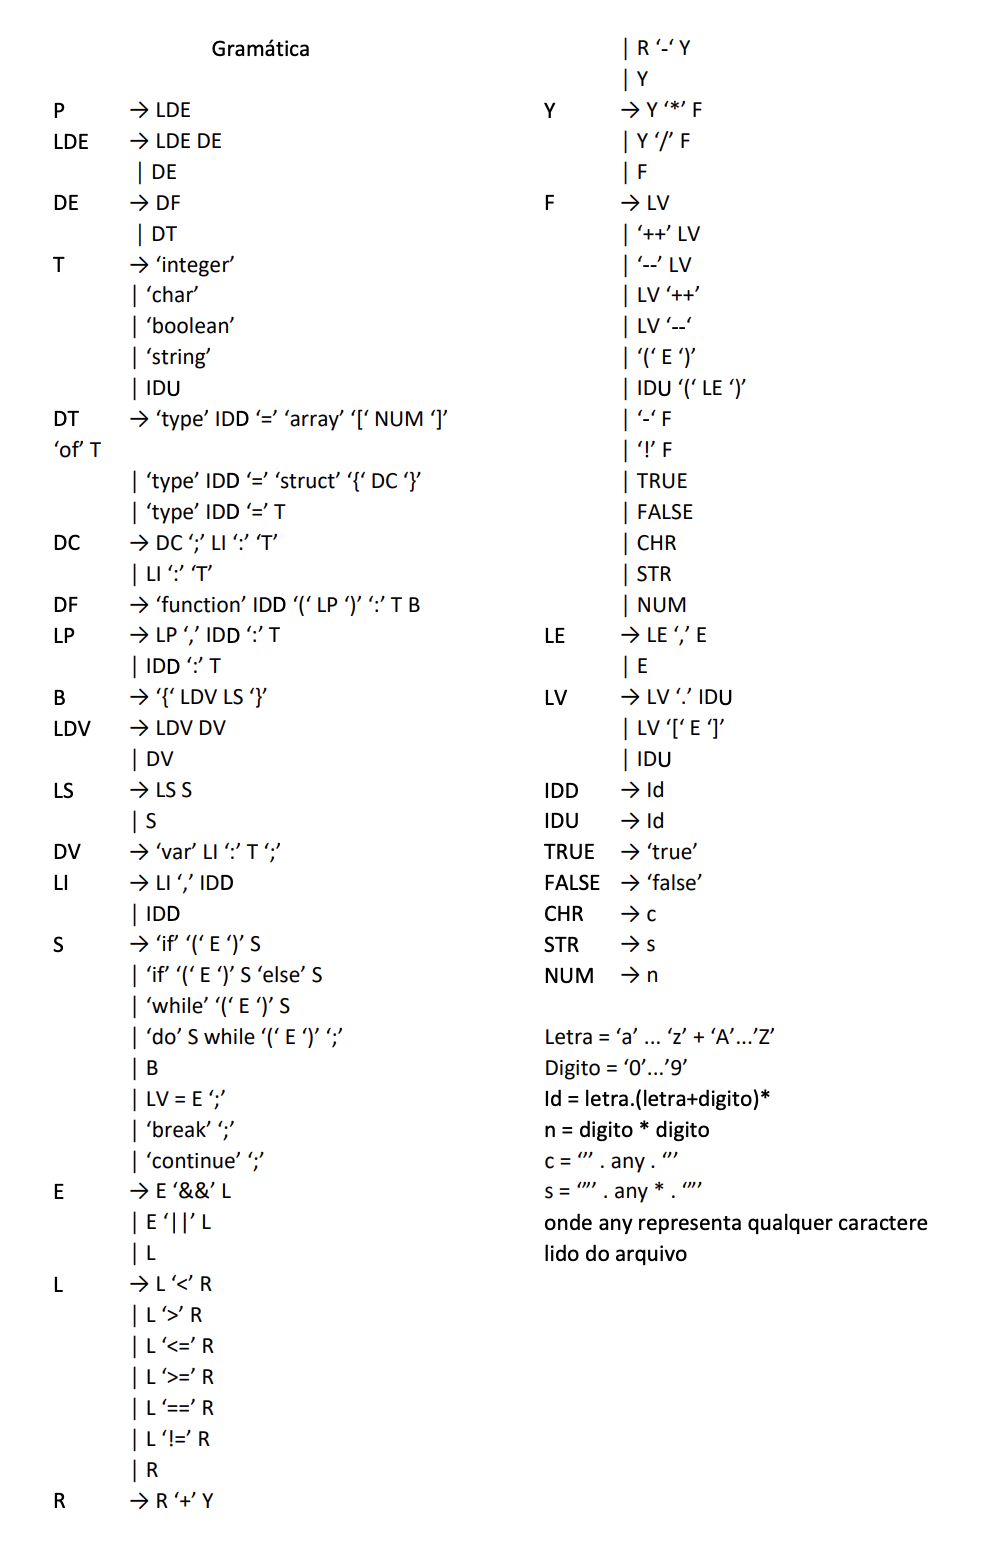 Gramática
P → LDE
LDE → LDE DE
| DE
DE → DF
| DT
T → ‘integer’
| ‘char’
| ‘boolean’
| ‘string’
| IDU
DT → ‘type’ IDD ‘=’ ‘array’ ‘[‘ NUM ‘]’
‘of’ T
| ‘type’ IDD ‘=’ ‘struct’ ‘{‘ DC ‘}’
| ‘type’ IDD ‘=’ T
DC → DC ‘;’ LI ‘:’ ‘T’
| LI ‘:’ ‘T’
DF → ‘function’ IDD ‘(‘ LP ‘)’ ‘:’ T B
LP → LP ‘,’ IDD ‘:’ T
| IDD ‘:’ T
B → ‘{‘ LDV LS ‘}’
LDV → LDV DV
| DV
LS → LS S
| S
DV → ‘var’ LI ‘:’ T ‘;’
LI → LI ‘,’ IDD
| IDD
S → ‘if’ ‘(‘ E ‘)’ S
| ‘if’ ‘(‘ E ‘)’ S ‘else’ S
| ‘while’ ‘(‘ E ‘)’ S
| ‘do’ S while ‘(‘ E ‘)’ ‘;’
| B
| LV = E ‘;’
| ‘break’ ‘;’
| ‘continue’ ‘;’
E → E ‘&&’ L
| E ‘||’ L
| L
L → L ‘<’ R
| L ‘>’ R
| L ‘<=’ R
| L ‘>=’ R
| L ‘==’ R
| L ‘!=’ R
| R
R → R ‘+’ Y
| R ‘-‘ Y
| Y
Y → Y ‘*’ F
| Y ‘/’ F
| F
F → LV
| ‘++’ LV
| ‘--’ LV
| LV ‘++’
| LV ‘--‘
| ‘(‘ E ‘)’
| IDU ‘(‘ LE ‘)’
| ‘-‘ F
| ‘!’ F
| TRUE
| FALSE
| CHR
| STR
| NUM
LE → LE ‘,’ E
| E
LV → LV ‘.’ IDU
| LV ‘[‘ E ‘]’
| IDU
IDD → Id
IDU → Id
TRUE → ‘true’
FALSE → ‘false’
CHR → c
STR → s
NUM → n
Letra = ‘a’ ... ‘z’ + ‘A’...’Z’
Digito = ‘0’...’9’
Id = letra.(letra+digito)*
n = digito * digito
c = ‘’’ . any . ‘’’
s = ‘”’ . any * . ‘”’
onde any representa qualquer caractere
lido do arquivo